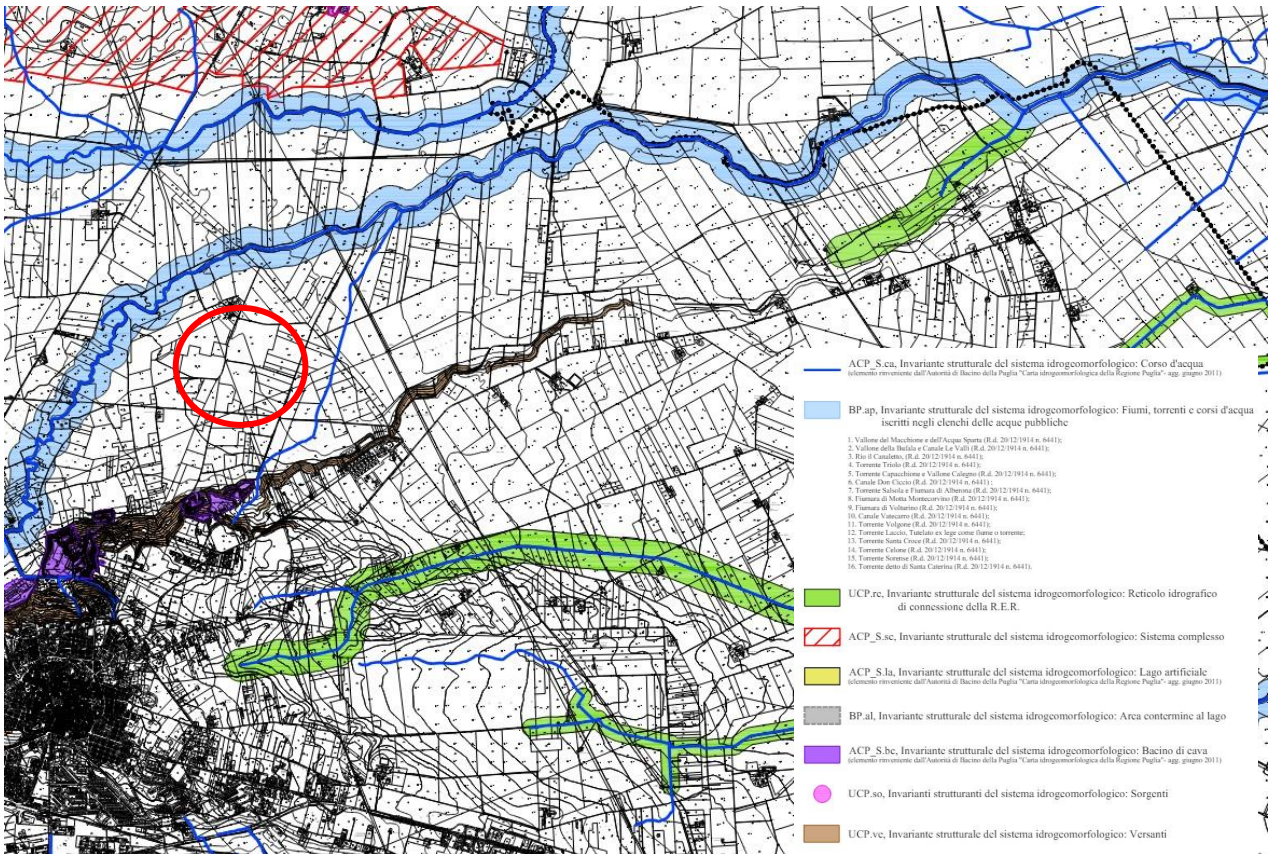 ACP_S.ca, Invariante strutturale del sistema idrogeomorfologico: Corso d'acqua
(elemento rinveniente dall'Autorità di Bacino della Puglia "Carta idrogeomorfologica della Regione Puglia"- agg. giugno 2011)
BP.ap, Invariante strutturale del sistema idrogeomorfologico: Fiumi, torrenti e corsi d'acqua
iscritti negli elenchi delle acque pubbliche
1. Vallone del Macchione e dell'Acqua Sparta (R.d. 20/12/1914 n. 6441);
2. Vallone della Bufala e Canale Le Valli (R.d. 20/12/1914 n. 6441);
3. Rio il Canaletto, (R.d. 20/12/1914 n. 6441);
4. Torrente Triolo (R.d. 20/12/1914 n. 6441);
5. Torrente Capacchione e Vallone Calegno (R.d. 20/12/1914 n. 6441);
6. Canale Don Ciccio (R.d. 20/12/1914 n. 6441);
7. Torrente Salsola e Fiumara di Alberona (R.d. 20/12/1914 n. 6441);
8. Fiumara di Motta Montecorvino (R.d. 20/12/1914 n. 6441);
9. Fiumara di Volturino (R.d. 20/12/1914 n. 6441);
10. Canale Vatecarro (R.d. 20/12/1914 n. 6441);
11. Torrente Volgone (R.d. 20/12/1914 n. 6441);
12. Torrente Laccio, Tutelato ex lege come fiume o torrente;
13. Torrente Santa Croce (R.d. 20/12/1914 n. 6441);
14. Torrente Celone (R.d. 20/12/1914 n. 6441);
15. Torrente Sorense (R.d. 20/12/1914 n. 6441);
16. Torrente detto di Santa Caterina (R.d. 20/12/1914 n. 6441).
UCP.re, Invariante strutturale del sistema idrogeomorfologico: Reticolo idrografico
di connessione della R.E.R.
ACP_S.sc, Invariante strutturale del sistema idrogeomorfologico: Sistema complesso
ACP_S.la, Invariante strutturale del sistema idrogeomorfologico: Lago artificiale
(elemento rinveniente dall'Autorità di Bacino della Puglia "Carta idrogeomorfologica della Regione Puglia"- agg. giugno 2011)
BP.al, Invariante strutturale del sistema idrogeomorfologico: Area contermine al lago
ACP_S.bc, Invariante strutturale del sistema idrogeomorfologico: Bacino di cava
(elemento rinveniente dall'Autorità di Bacino della Puglia "Carta idrogeomorfologica della Regione Puglia"- agg. giugno 2011)
UCP.so, Invarianti strutturanti del sistema idrogeomorfologico: Sorgenti
UCP.ve, Invariante strutturale del sistema idrogeomorfologico: Versanti